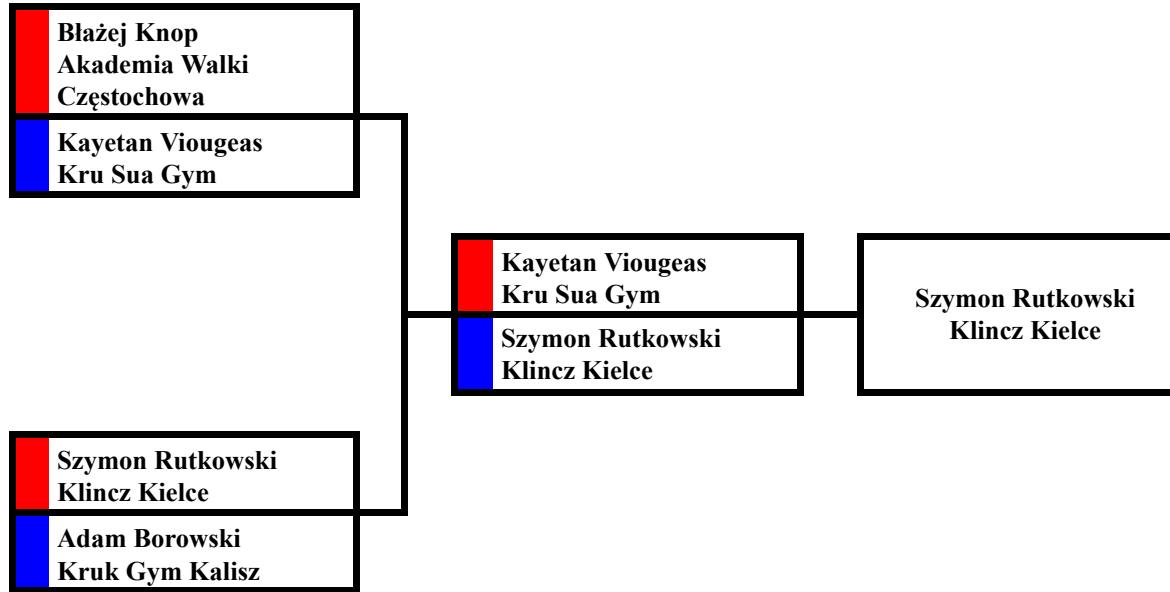 Błażej Knop
Akademia Walki
Częstochowa
Kayetan Viougeas
Kru Sua Gym
Kayetan Viougeas
Kru Sua Gym
Szymon Rutkowski
Klincz Kielce
Szymon Rutkowski
Klincz Kielce
Szymon Rutkowski
Klincz Kielce
Adam Borowski
Kruk Gym Kalisz